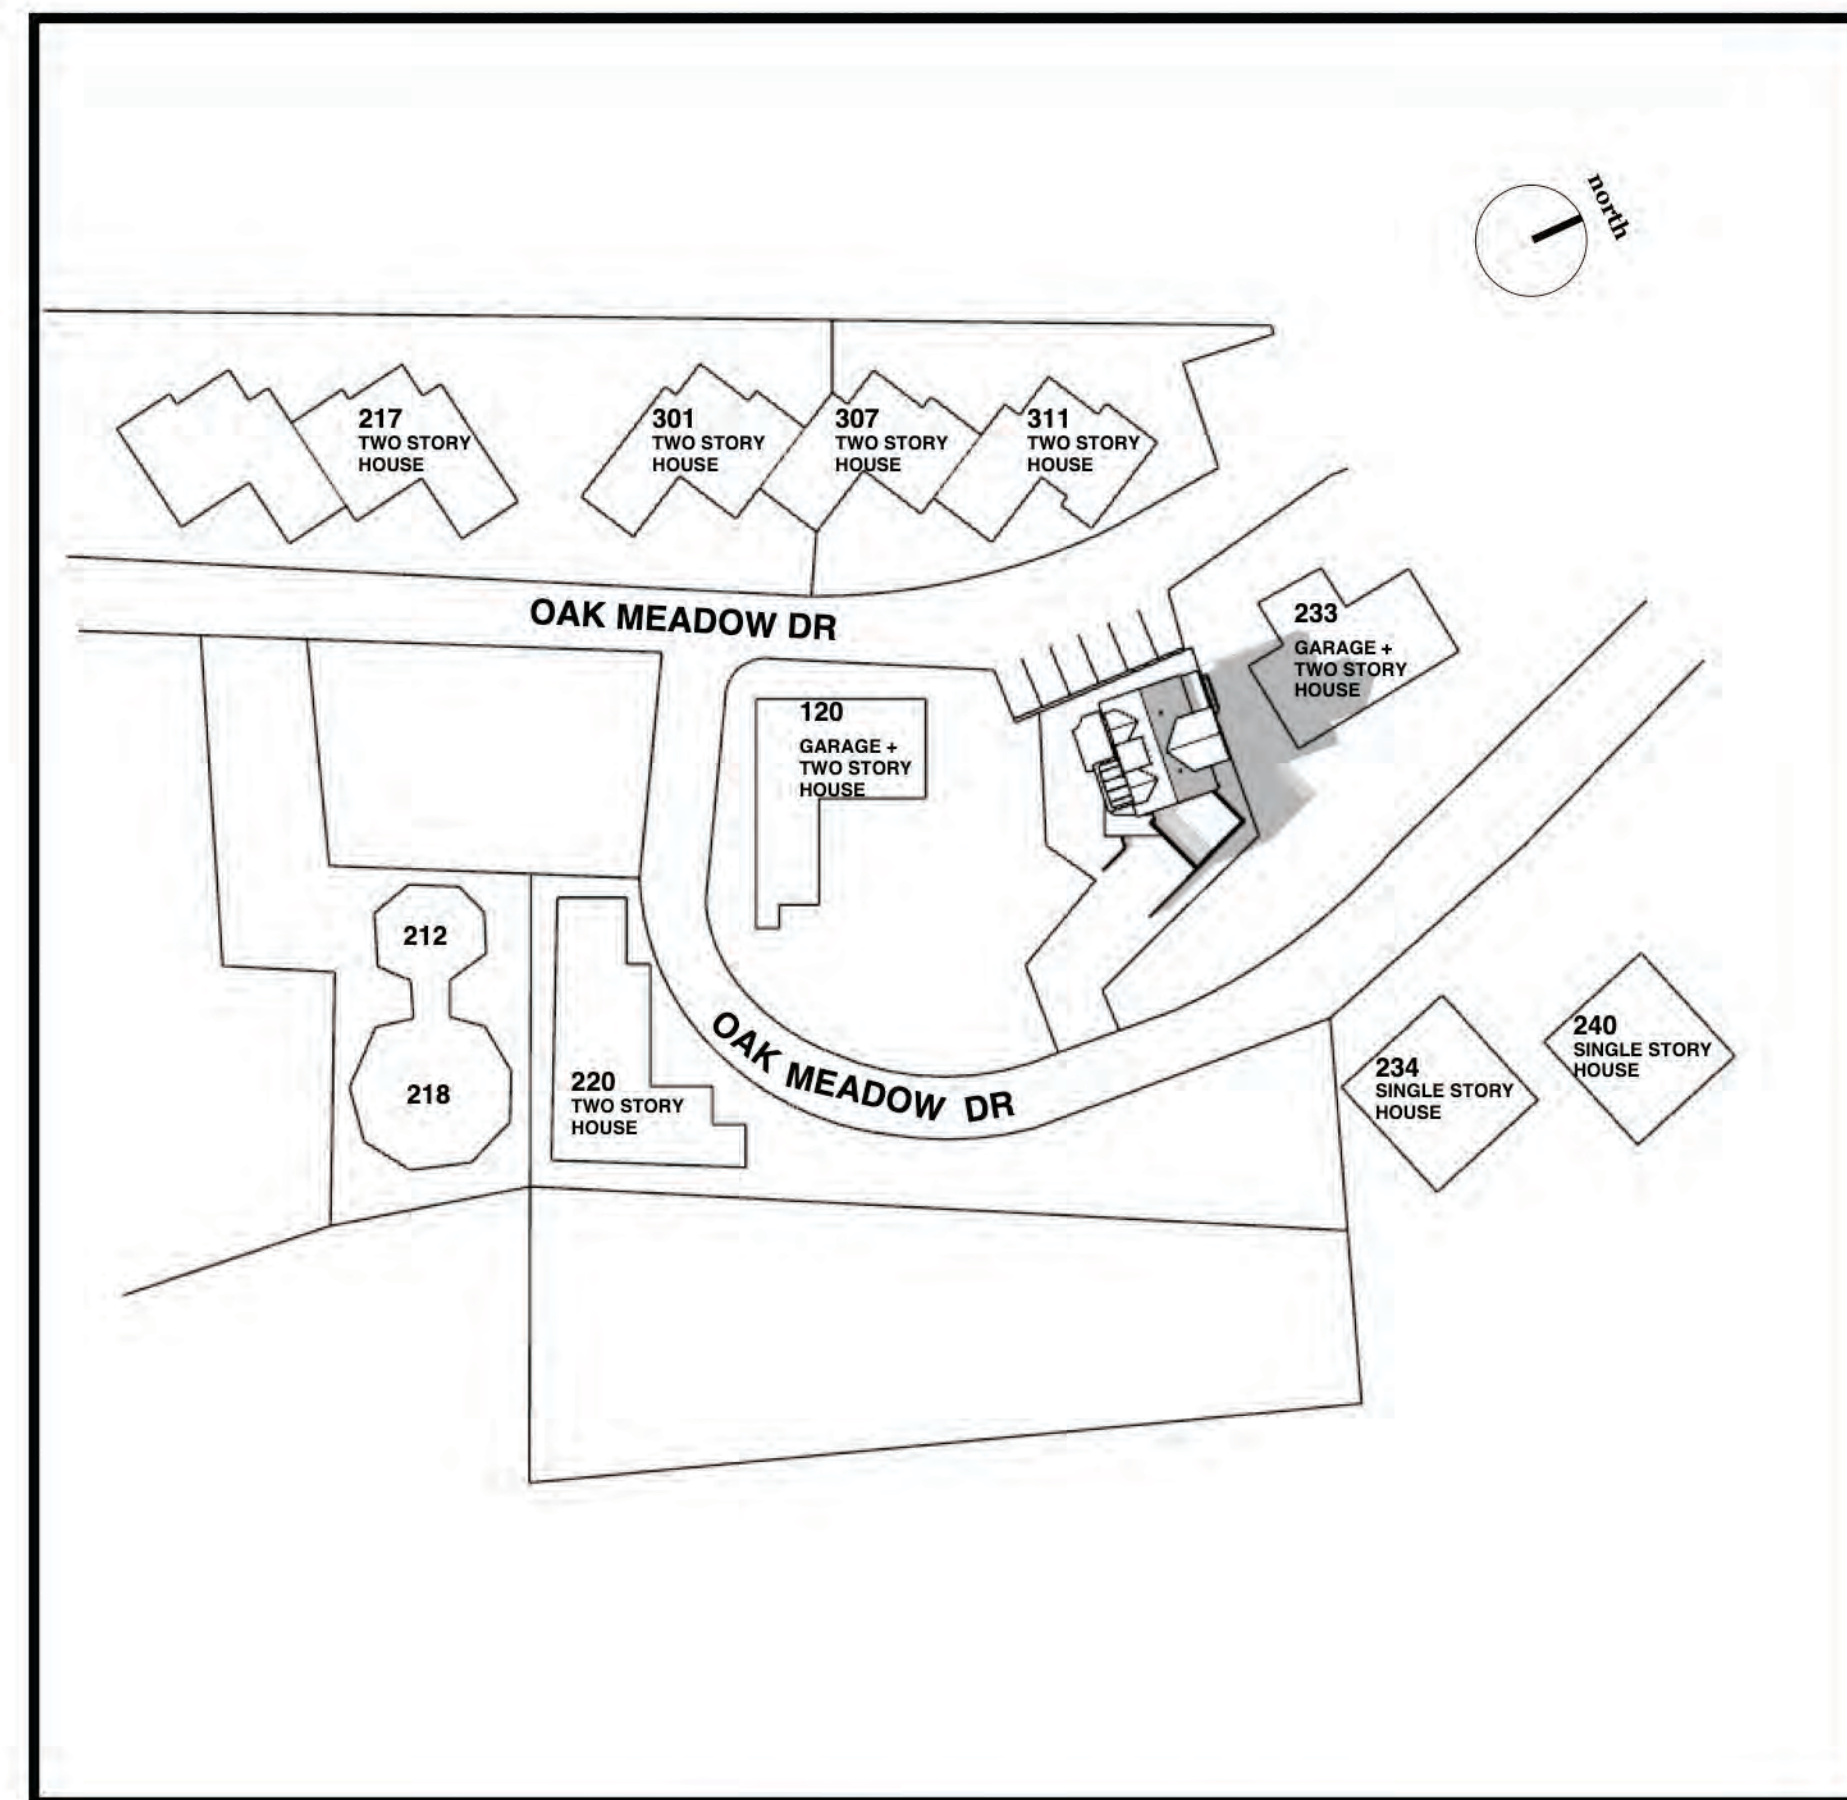 north
217
TWO STORY
HOUSE
301
TWO STORY
HOUSE
307
TWO STORY
HOUSE
311
TWO STORY
HOUSE
OAK MEADOW DR
233
GARAGE +
TWO STORY
HOUSE
120
GARAGE +
TWO STORY
HOUSE
212
218
220
TWO STORY
HOUSE
OAK MEADOW DR
234
SINGLE STORY
HOUSE
240
SINGLE STORY
HOUSE